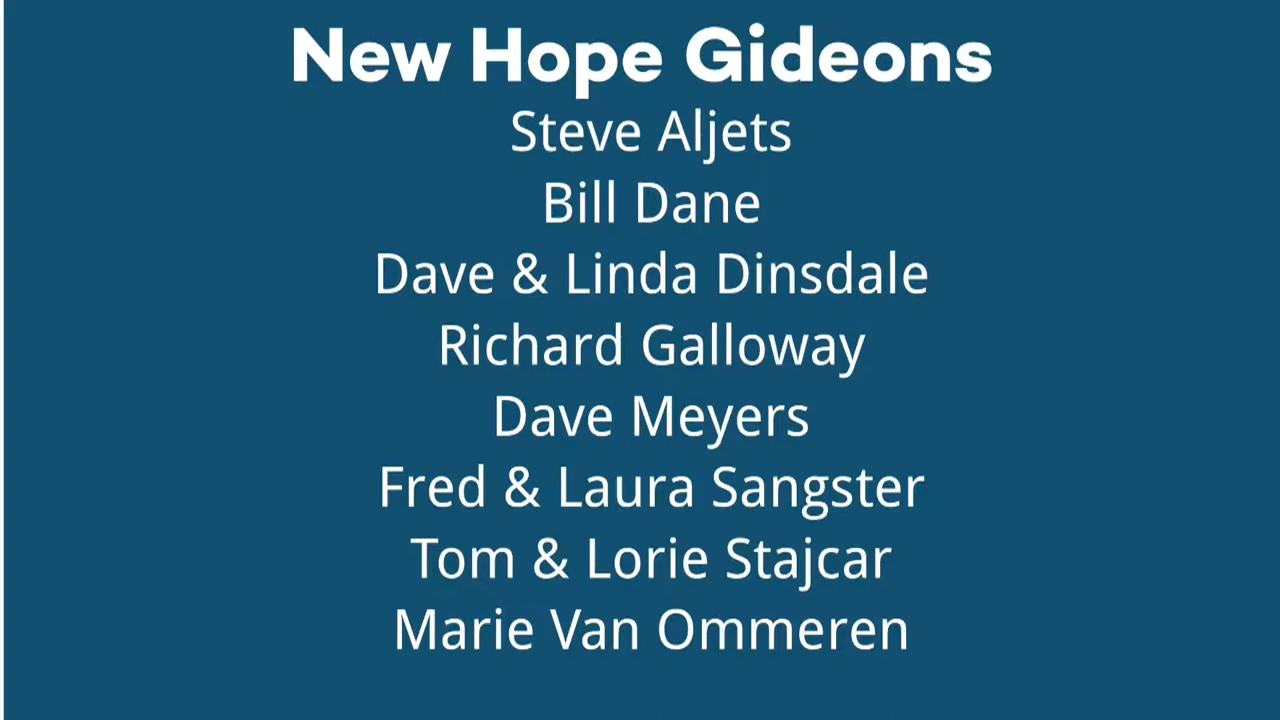 New Hope Gideons
Steve Aljets
Bill Dane
Dave & Linda Dinsdale
Richard Galloway
Dave Meyers
Fred & Laura Sangster
Tom & Lorie Stajcar
Marie Van Ommeren